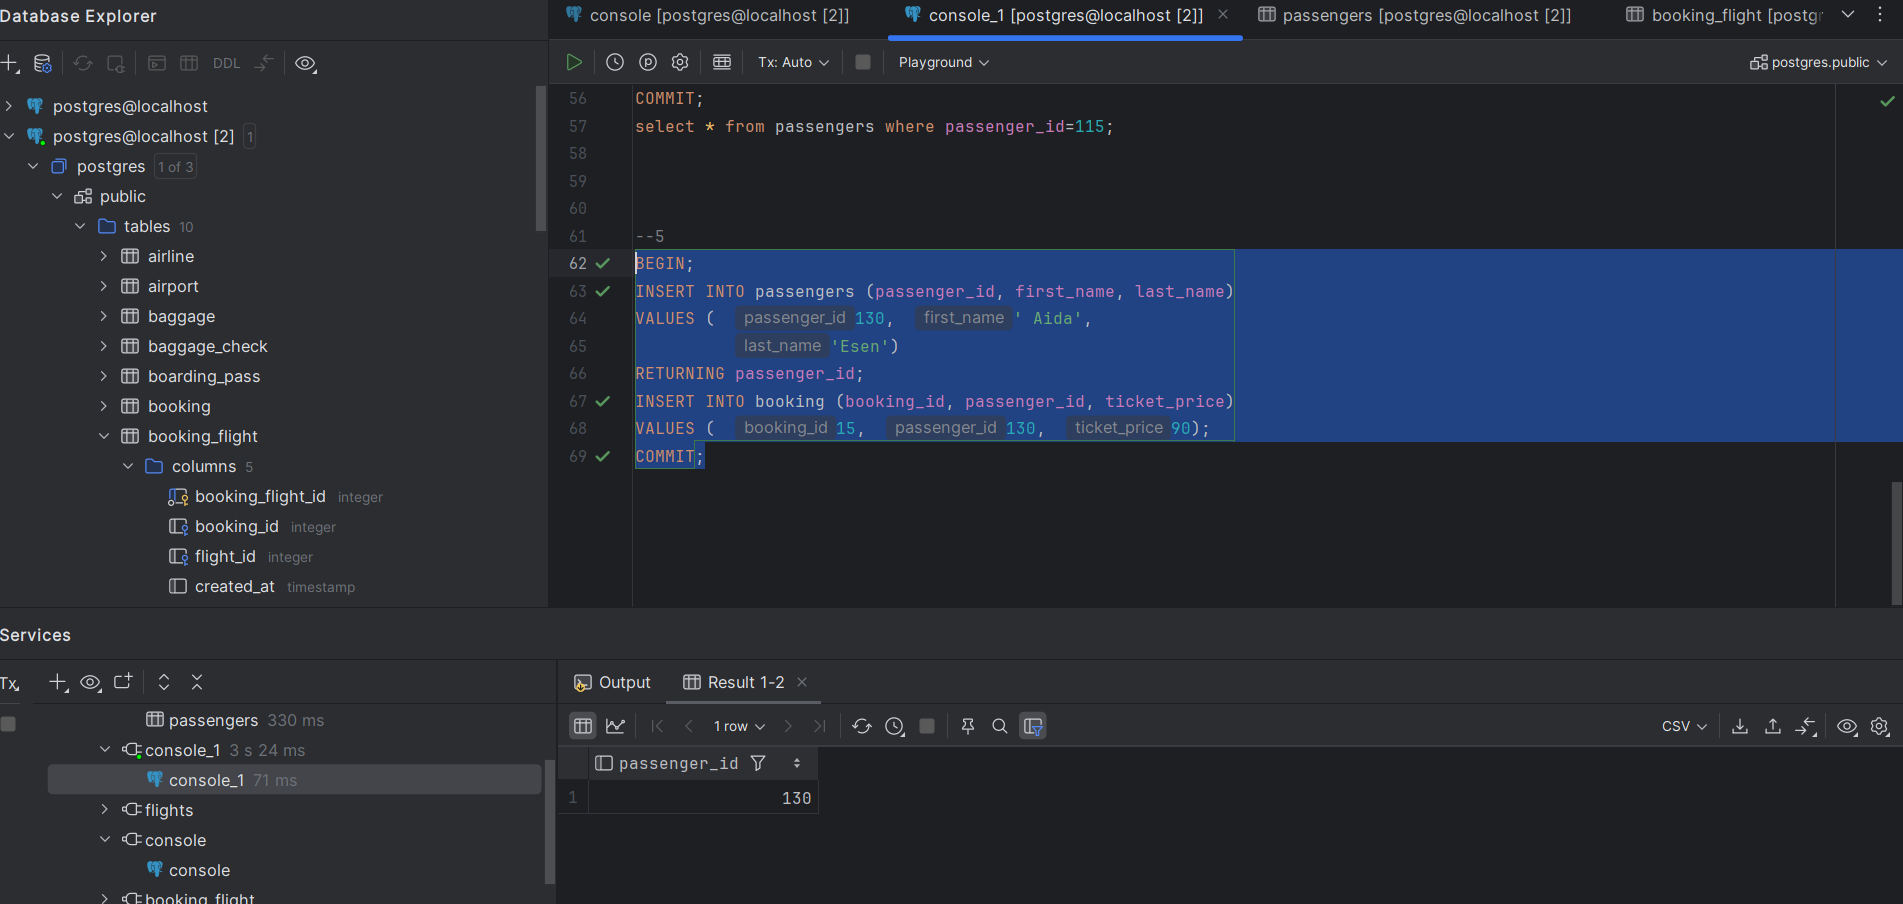 Database Explorer
console [postgres@localhost [2]]
console_1 [postgres@localhost [2]]
passengers [postgres@localhost [2]]
booking_flight [postgr
DDL
Tx: Auto
Playground
postgres.public
postgres@localhost
postgres@localhost [2] 1
postgres 1 of 3
public
tables 10
airline
airport
baggage
baggage_check
boarding_pass
booking
booking_flight
columns 5
booking_flight_id integer
booking_id integer
flight_id integer
created_at timestamp
56 COMMIT;
57 select * from passengers where passenger_id=115;
58
59
60
61 --5
62 BEGIN;
63 INSERT INTO passengers (passenger_id, first_name, last_name)
64 VALUES ( passenger_id 130, first_name ' Aida',
65 last_name 'Esen')
66 RETURNING passenger_id;
67 INSERT INTO booking (booking_id, passenger_id, ticket_price)
68 VALUES ( booking_id 15, passenger_id 130, ticket_price 90);
69 COMMIT;
Services
Tx
passengers 330 ms
console_1 3 s 24 ms
console_1 71 ms
flights
console
console
booking_flight
Output
Result 1-2
1 row
CSV
passenger_id
1 130